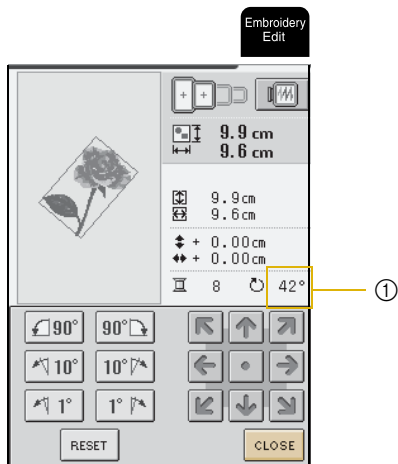 Embroidery
Edit
9.9 cm
9.6 cm
9.9cm
9.6cm
+ 0.00cm
+ 0.00cm
8 42°
①
90° 90°
10° 10°
1° 1°
RESET CLOSE